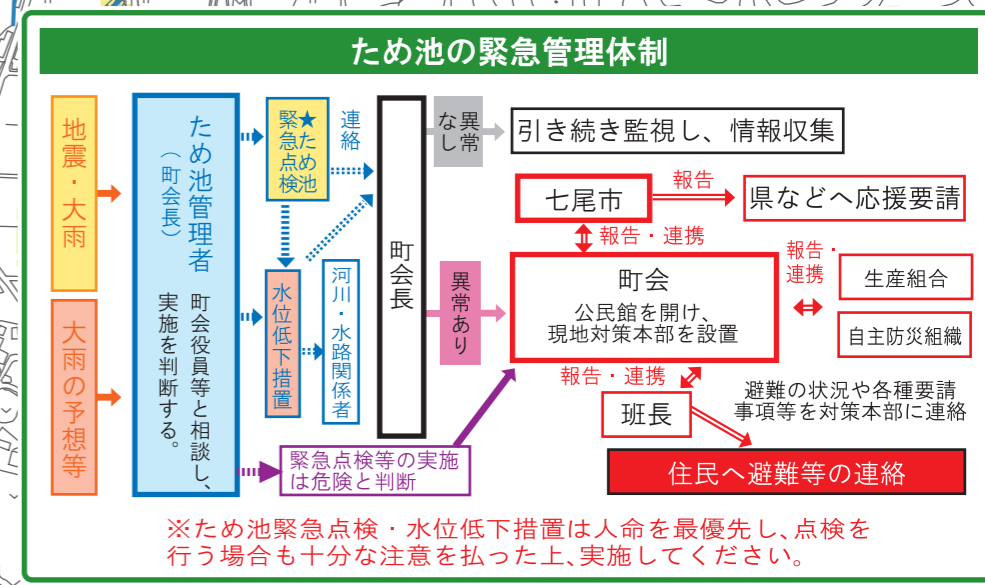 ため池の緊急管理体制
地震・大雨
大雨の予想等
ため池管理者
（町会長）
町会役員等と相談し、
実施を判断する。
★ため池
緊急点検
連絡
水位低下措置
河川・水路関係者
緊急点検等の実施
は危険と判断
町会長
異常
なし
引き続き監視し、情報収集
異常あり
七尾市
報告
県などへ応援要請
報告・連携
町会
公民館を開け、
現地対策本部を設置
報告・
連携
生産組合
自主防災組織
報告・連携
班長
避難の状況や各種要請
事項等を対策本部に連絡
住民へ避難等の連絡
※ため池緊急点検・水位低下措置は人命を最優先し、点検を
行う場合も十分な注意を払った上、実施してください。